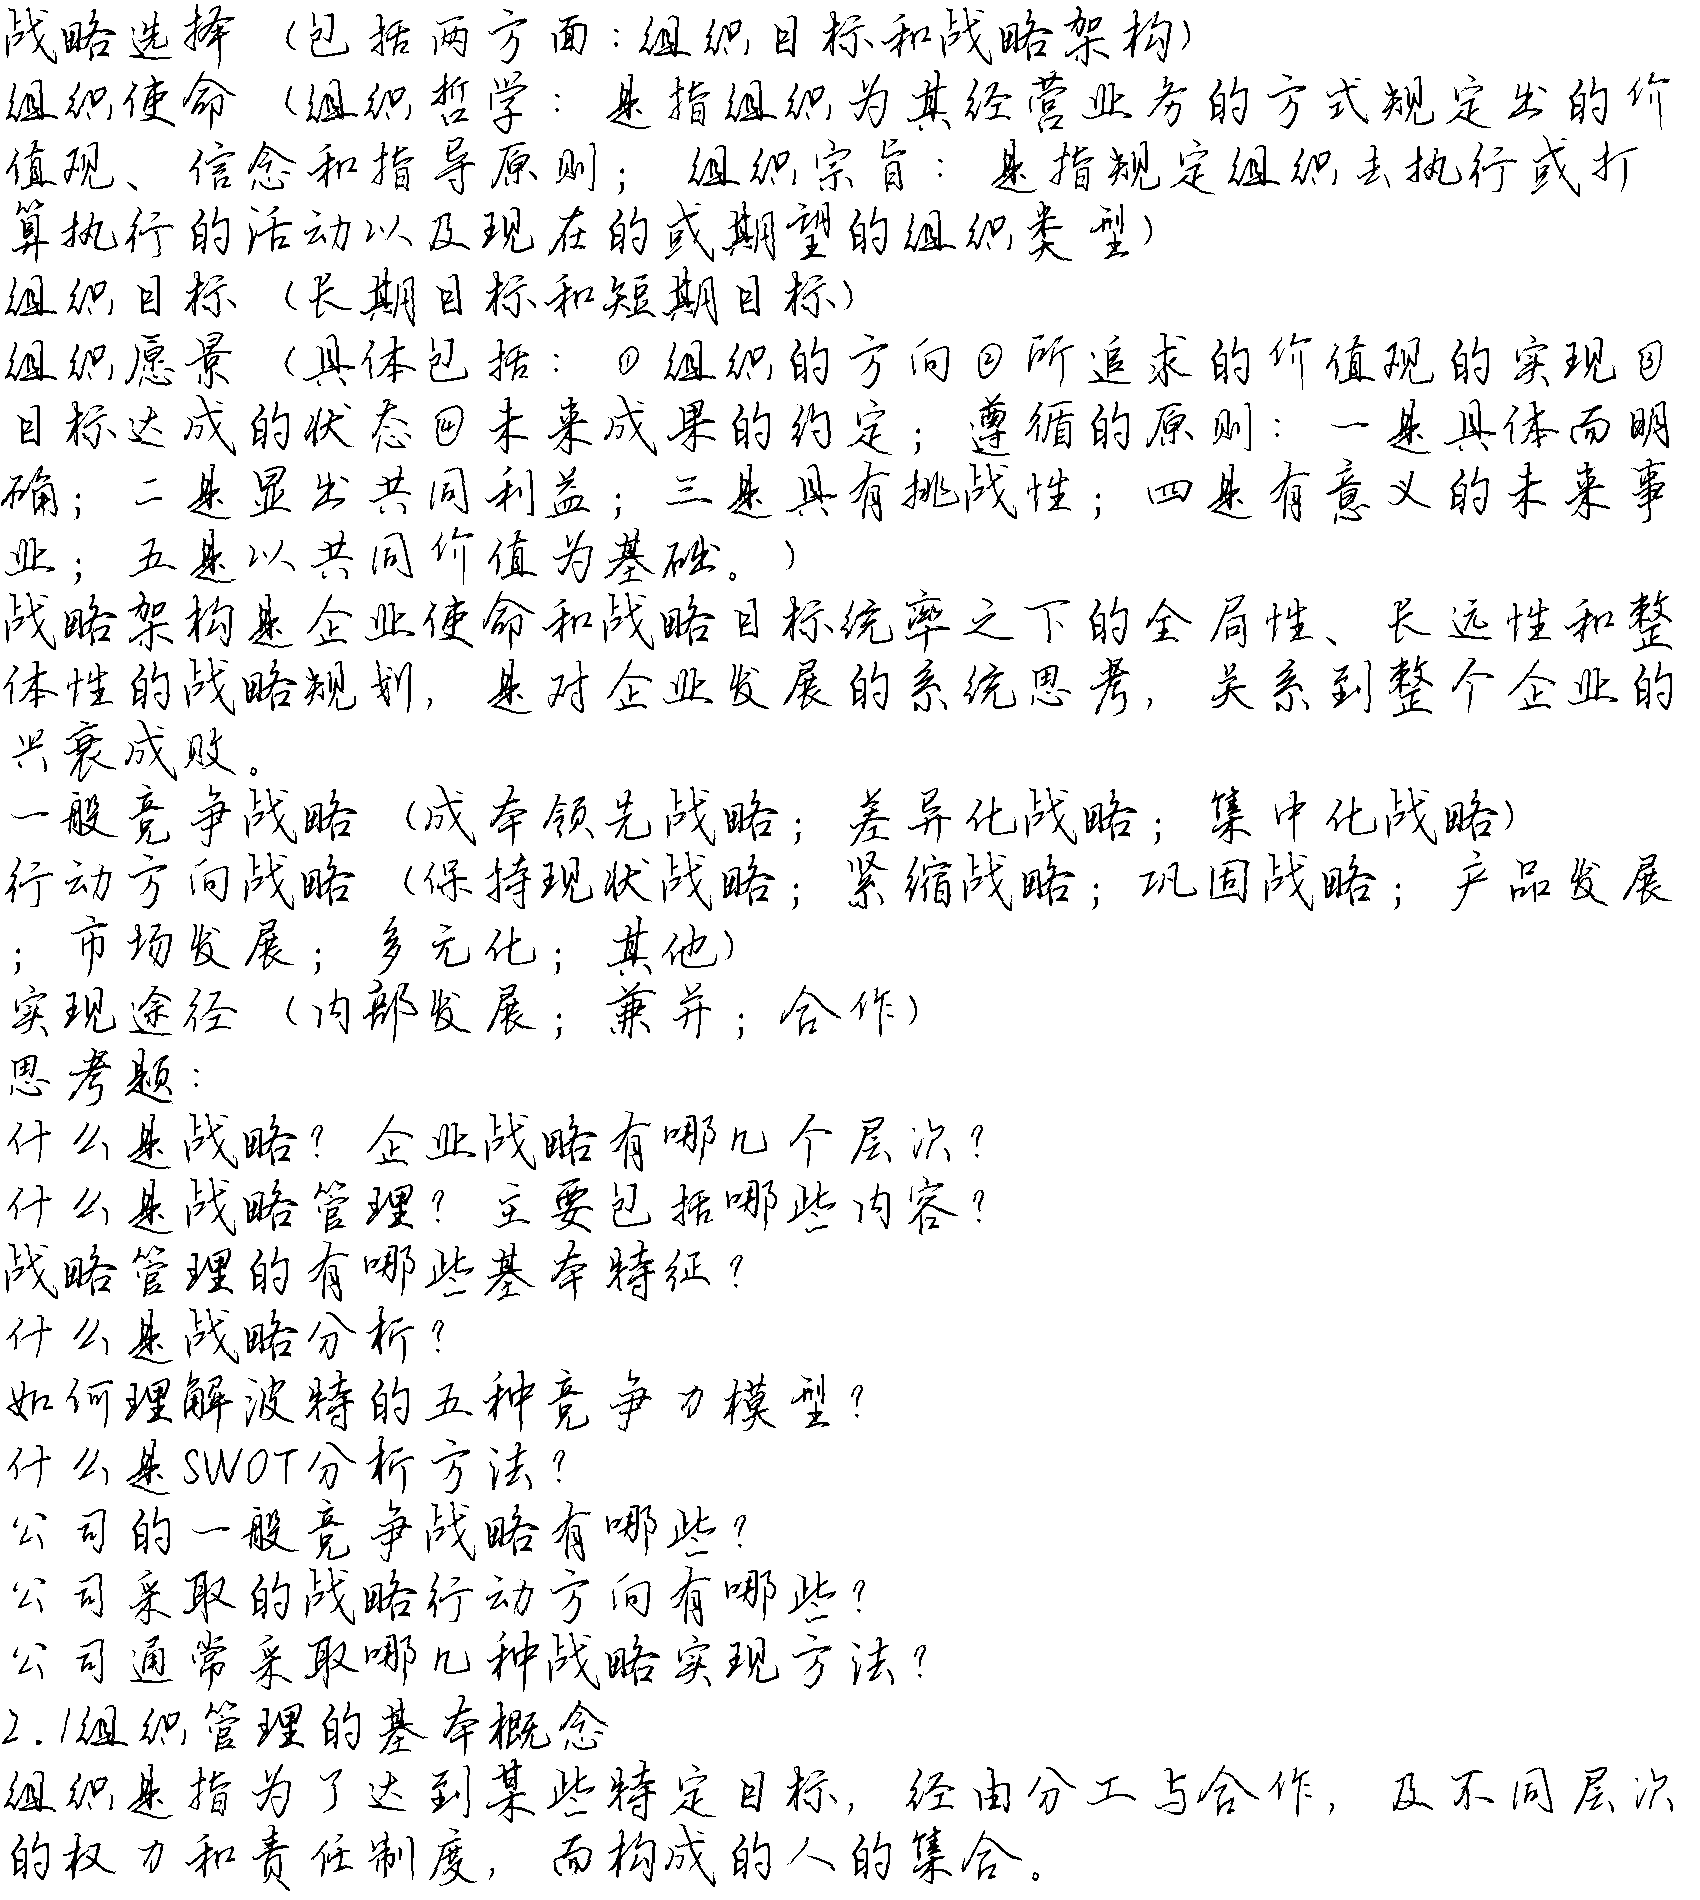 战略选择（包括两方面：组织目标和战略架构）
组织使命（组织哲学：是指组织为其经营业务的方式规定出的价
值观、信念和指导原则；组织宗旨：是指规定组织去执行或打
算执行的活动以及现在的或期望的组织类型）
组织目标（长期目标和短期目标）
组织愿景（具体包括：①组织的方向②所追求的价值观的实现③
目标达成的状态④未来成果的约定；遵循的原则：一是具体而明
确；二是显出共同利益；三是具有挑战性；四是有意义的未来事
业；五是以共同价值为基础。）
战略架构是企业使命和战略目标统率之下的全局性、长远性和整
体性的战略规划，是对企业发展的系统思考，关系到整个企业的
兴衰成败。
一般竞争战略（成本领先战略；差异化战略；集中化战略）
行动方向战略（保持现状战略；紧缩战略；巩固战略；产品发展
；市场发展；多元化；其他）
实现途径（内部发展；兼并；合作）
思考题：
什么是战略？企业战略有哪几个层次？
什么是战略管理？主要包括哪些内容？
战略管理的有哪些基本特征？
什么是战略分析？
如何理解波特的五种竞争力模型？
什么是SWOT分析方法？
公司的一般竞争战略有哪些？
公司采取的战略行动方向有哪些？
公司通常采取哪几种战略实现方法？
2.1组织管理的基本概念
组织是指为了达到某些特定目标，经由分工与合作，及不同层次
的权力和责任制度，而构成的人的集合。